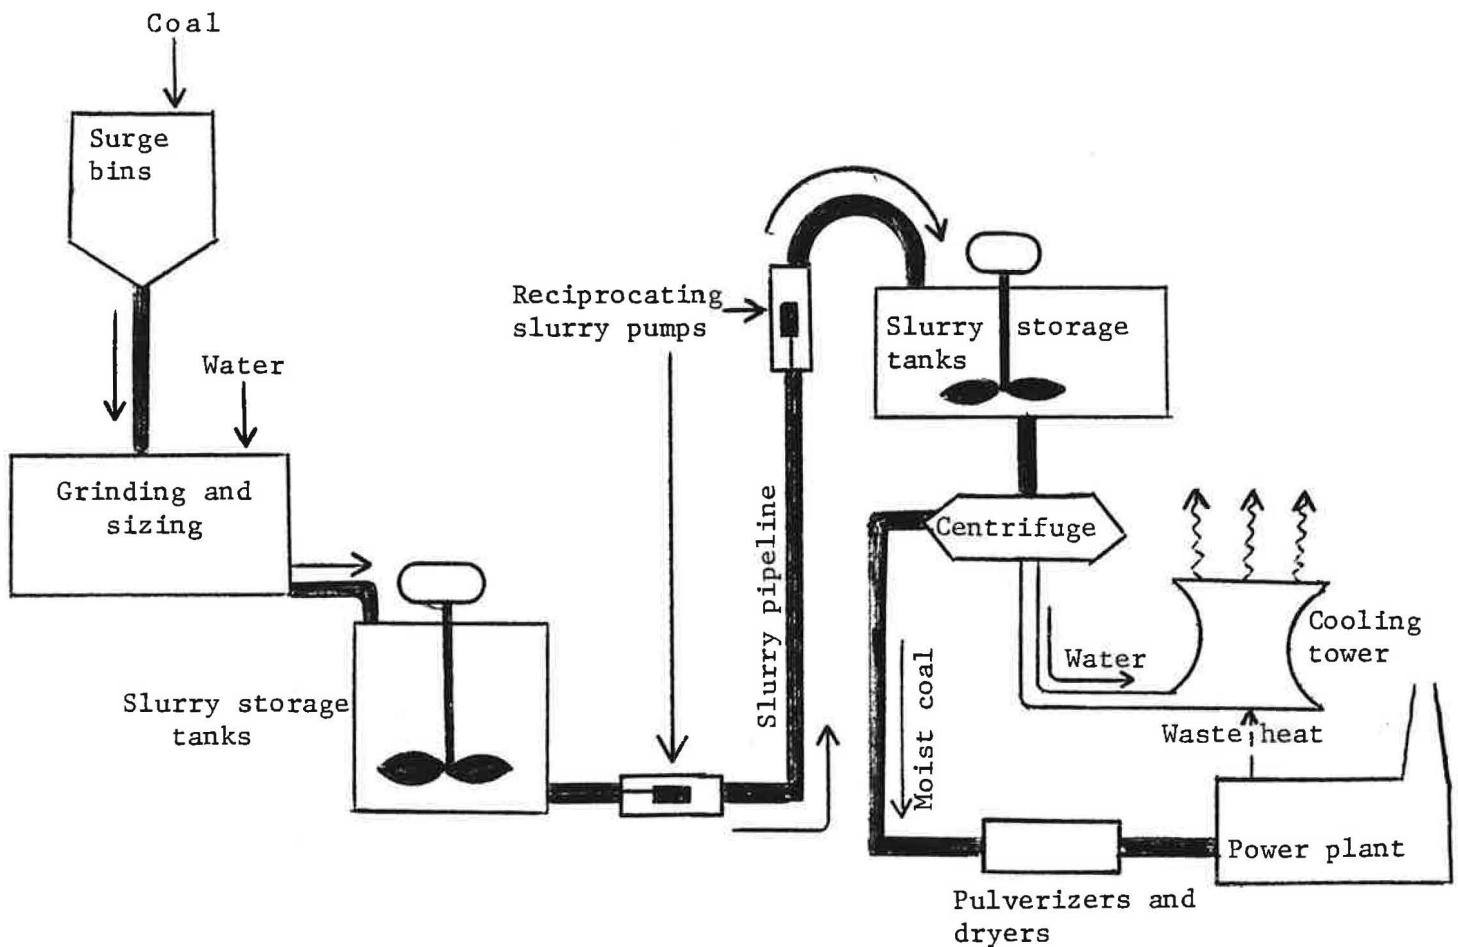 Coal
Surge
bins
Water
Grinding and
sizing
Slurry storage
tanks
Reciprocating
slurry pumps
Slurry pipeline
Slurry storage
tanks
Centrifuge
Moist coal
Water
Cooling
tower
Waste heat
Power plant
Pulverizers and
dryers